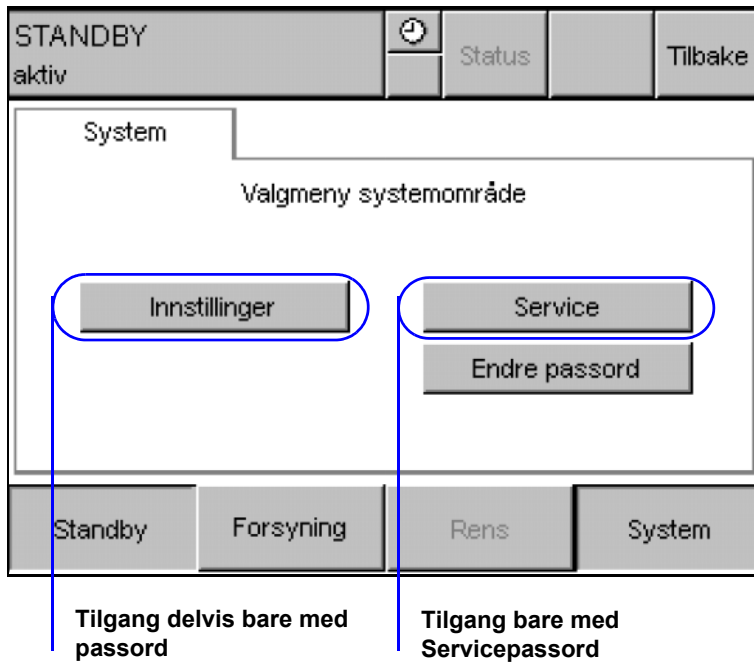 STANDBY
aktiv
Status
Tilbake
System
Valgmeny systemområde
Innstillinger
Service
Endre passord
Standby
Forsyning
Rens
System
Tilgang delvis bare med
passord
Tilgang bare med
Servicepassord